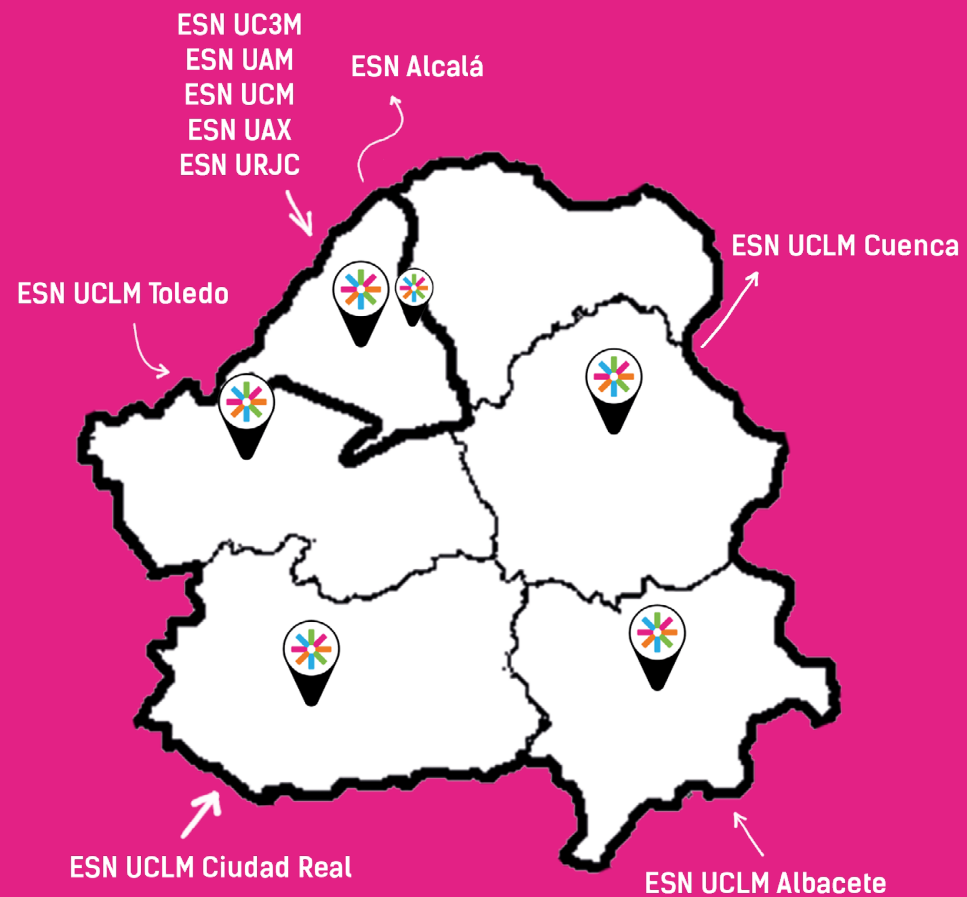 ESN UC3M
ESN UAM
ESN UCM
ESN UAX
ESN URJC
ESN Alcalá
ESN UCLM Cuenca
ESN UCLM Toledo
ESN UCLM Ciudad Real
ESN UCLM Albacete